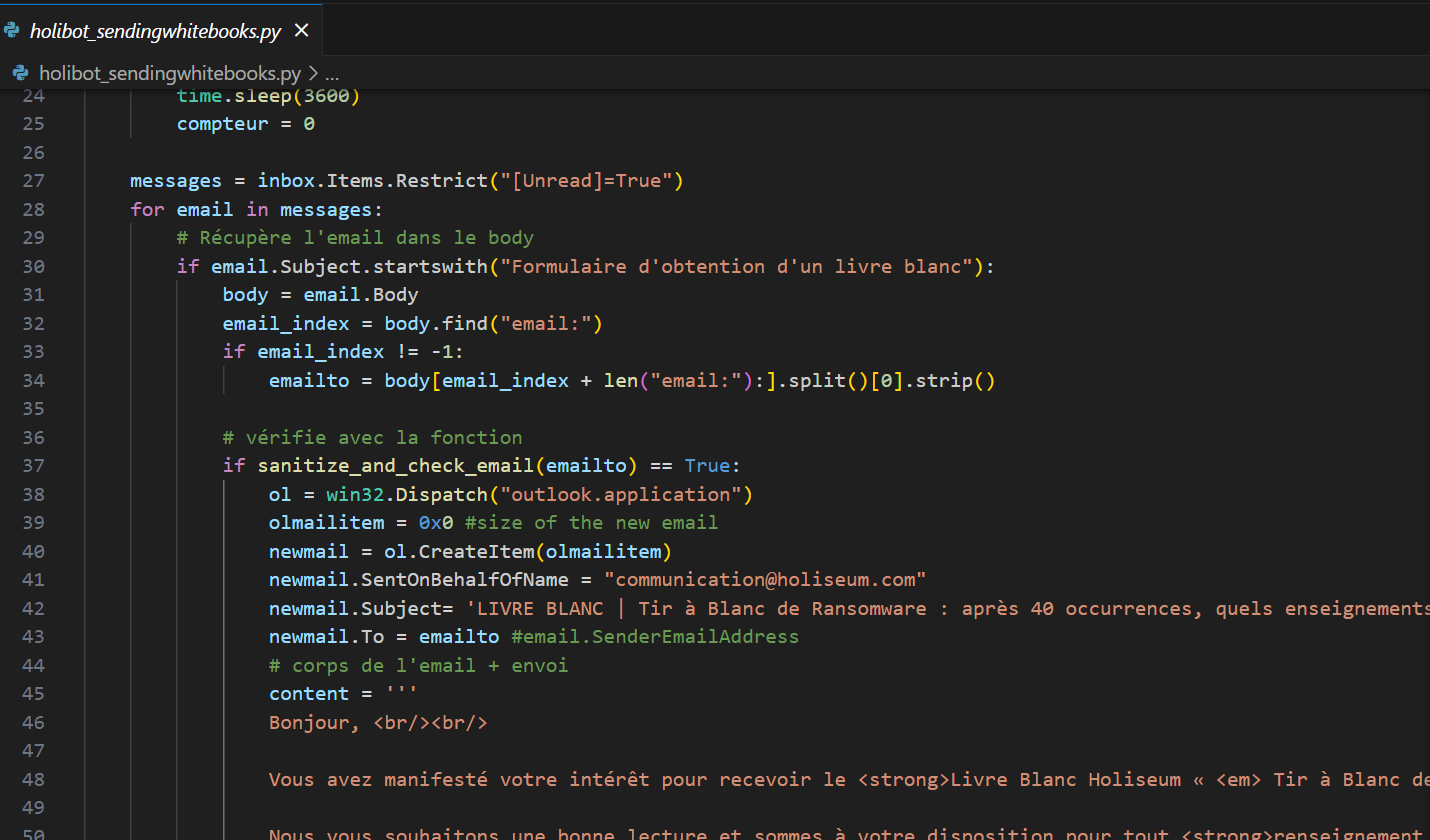 holibot_sendingwhitebooks.py
holibot_sendingwhitebooks.py > ...
24 time.sleep(3600)
25 compteur = 0
26
27 messages = inbox.Items.Restrict("[Unread]=True")
28 for email in messages:
29 # Récupère l'email dans le body
30 if email.Subject.startswith("Formulaire d'obtention d'un livre blanc"):
31 body = email.Body
32 email_index = body.find("email:")
33 if email_index != -1:
34 emailto = body[email_index + len("email:"):].split()[0].strip()
35
36 # vérifie avec la fonction
37 if sanitize_and_check_email(emailto) == True:
38 ol = win32.Dispatch("outlook.application")
39 olmailitem = 0x0 #size of the new email
40 newmail = ol.CreateItem(olmailitem)
41 newmail.SentOnBehalfOfName = "communication@holiseum.com"
42 newmail.Subject= 'LIVRE BLANC | Tir à Blanc de Ransomware : après 40 occurrences, quels enseignements
43 newmail.To = emailto #email.SenderEmailAddress
44 # corps de l'email + envoi
45 content = '''
46 Bonjour, <br/><br/>
47
48 Vous avez manifesté votre intérêt pour recevoir le <strong>Livre Blanc Holiseum « <em> Tir à Blanc de
49
50 Nous vous souhaitons une bonne lecture et sommes à votre disposition pour tout <strong>renseignement